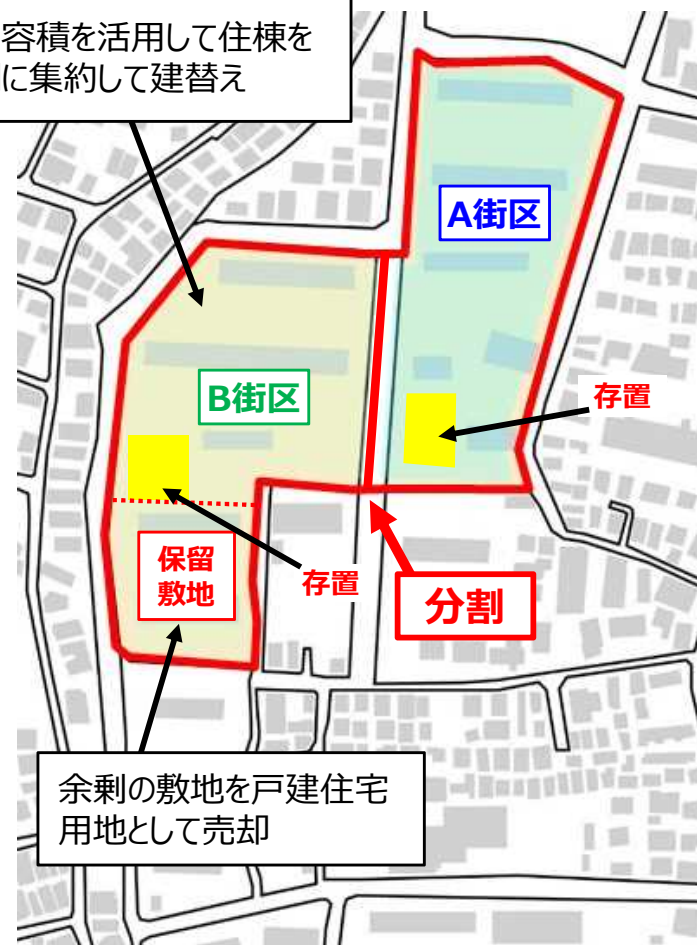 容積を活用して住棟を
に集約して建替え
A街区
B街区
存置
存置
保留
敷地
分割
余剰の敷地を戸建住宅
用地として売却